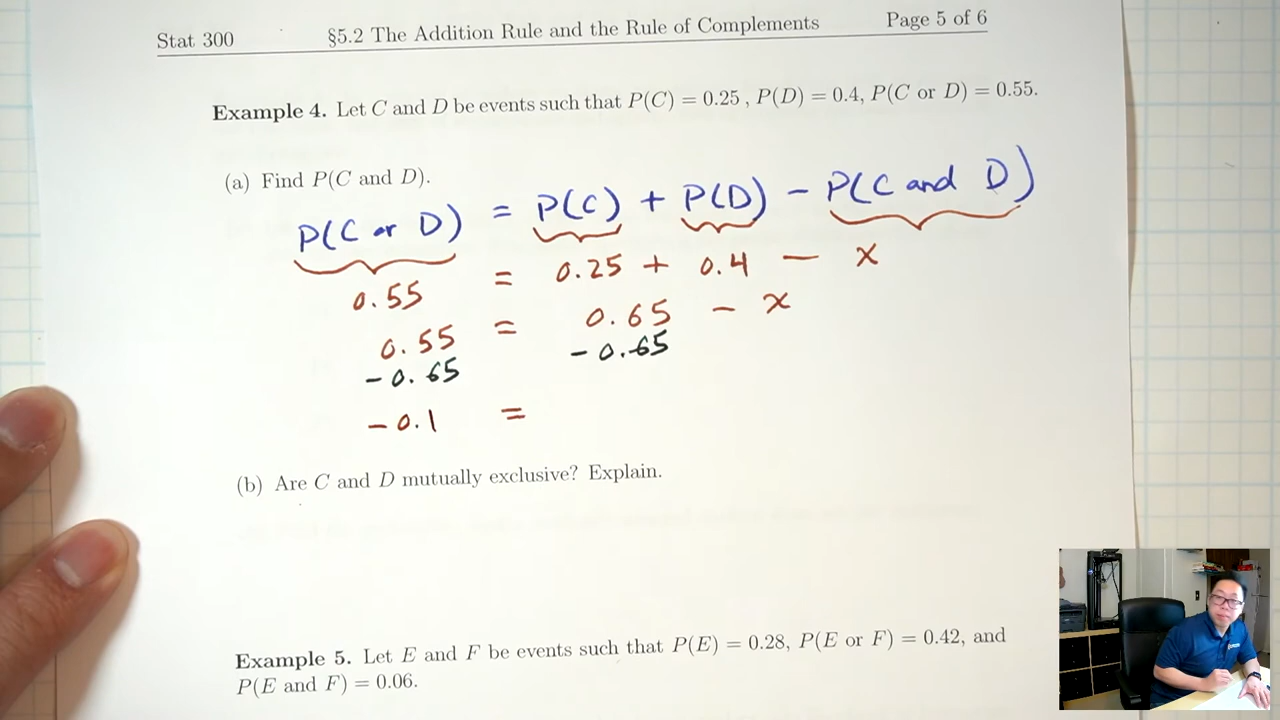 Stat 300 §5.2 The Addition Rule and the Rule of Complements Page 5 of 6
Example 4. Let C and D be events such that P(C) = 0.25 , P(D) = 0.4, P(C or D) = 0.55.
(a) Find P(C and D).
P(C or D) = P(C) + P(D) - P(C and D)
0.55 = 0.25 + 0.4 - x
0.55 = 0.65 - x
-0.65 -0.65
-0.1 =
(b) Are C and D mutually exclusive? Explain.
Example 5. Let E and F be events such that P(E) = 0.28, P(E or F) = 0.42, and
P(E and F) = 0.06.